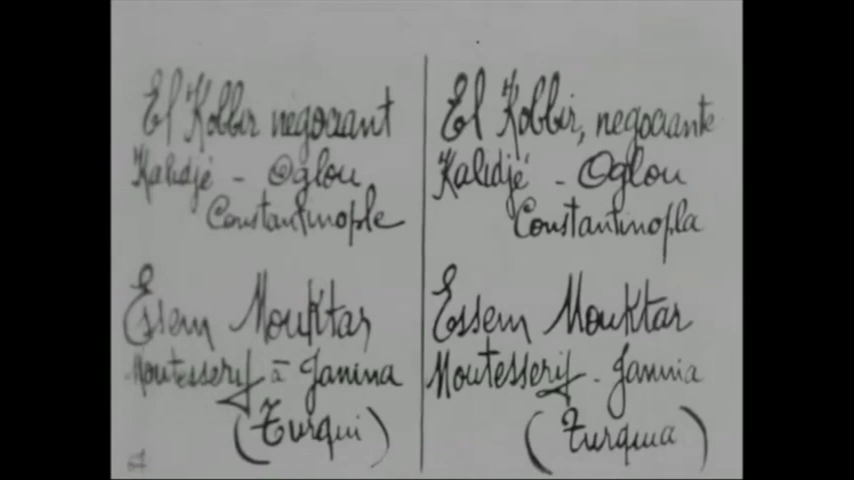 El Kobbir negociant
Kalidjé - Oglou
Constantinople
Essem Mouktar
Moutesserif à Janina
(Turqui)
El Kobbir, negociante
Kalidjé - Oglou
Constantinopla
Essem Mouktar
Moutesserif - Janina
(Turquia)